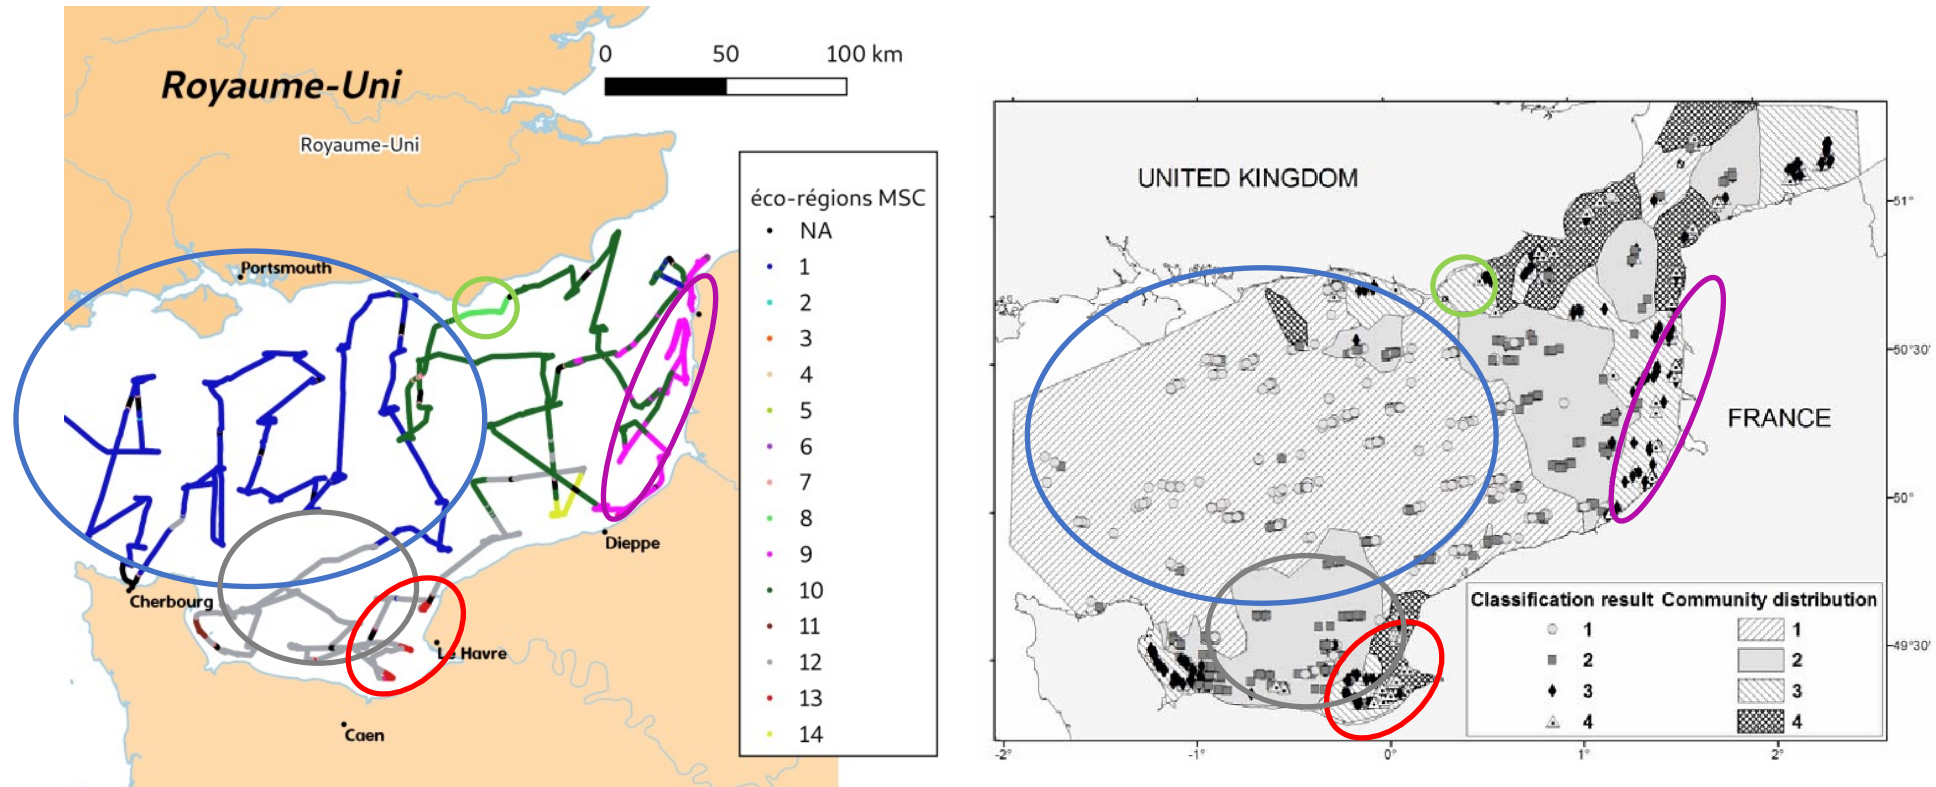 Royaume-Uni
Royaume-Uni
0 50 100 km
Portsmouth
Cherbourg
Dieppe
Le Havre
Caen
éco-régions MSC
NA
1
2
3
4
5
6
7
8
9
10
11
12
13
14
UNITED KINGDOM
FRANCE
51°
50°30'
50°
49°30'
Classification result Community distribution
1 1
2 2
3 3
4 4
-2° -1° 0° 1° 2°